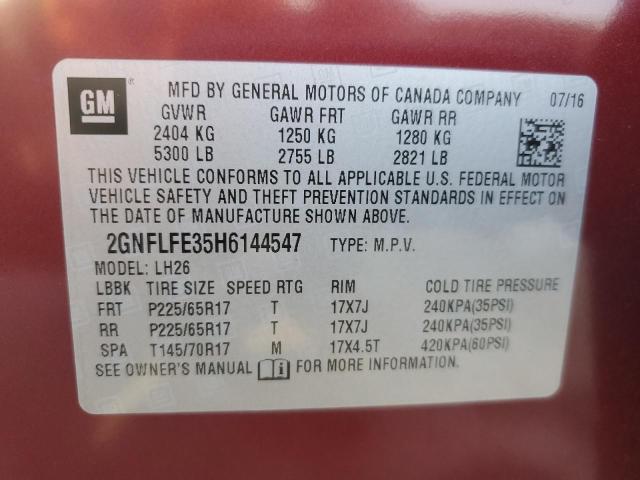 GM ® MFD BY GENERAL MOTORS OF CANADA COMPANY 07/16
GVWR GAWR FRT GAWR RR
2404 KG 1250 KG 1280 KG
5300 LB 2755 LB 2821 LB
THIS VEHICLE CONFORMS TO ALL APPLICABLE U.S. FEDERAL MOTOR
VEHICLE SAFETY AND THEFT PREVENTION STANDARDS IN EFFECT ON
THE DATE OF MANUFACTURE SHOWN ABOVE.
2GNFLFE35H6144547 TYPE: M.P.V.
MODEL: LH26
LBBK TIRE SIZE SPEED RTG RIM COLD TIRE PRESSURE
FRT P225/65R17 T 17X7J 240KPA(35PSI)
RR P225/65R17 T 17X7J 240KPA(35PSI)
SPA T145/70R17 M 17X4.5T 420KPA(60PSI)
SEE OWNER'S MANUAL FOR MORE INFORMATION.